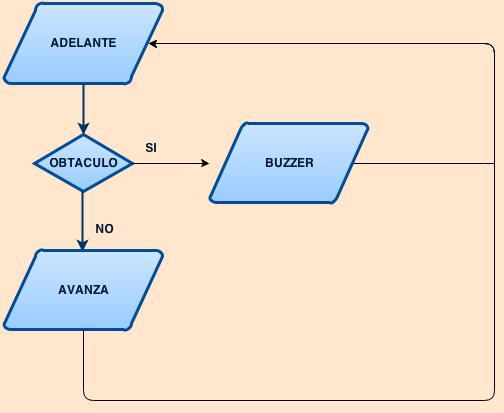 ADELANTE
OBTACULO
SI
BUZZER
NO
AVANZA